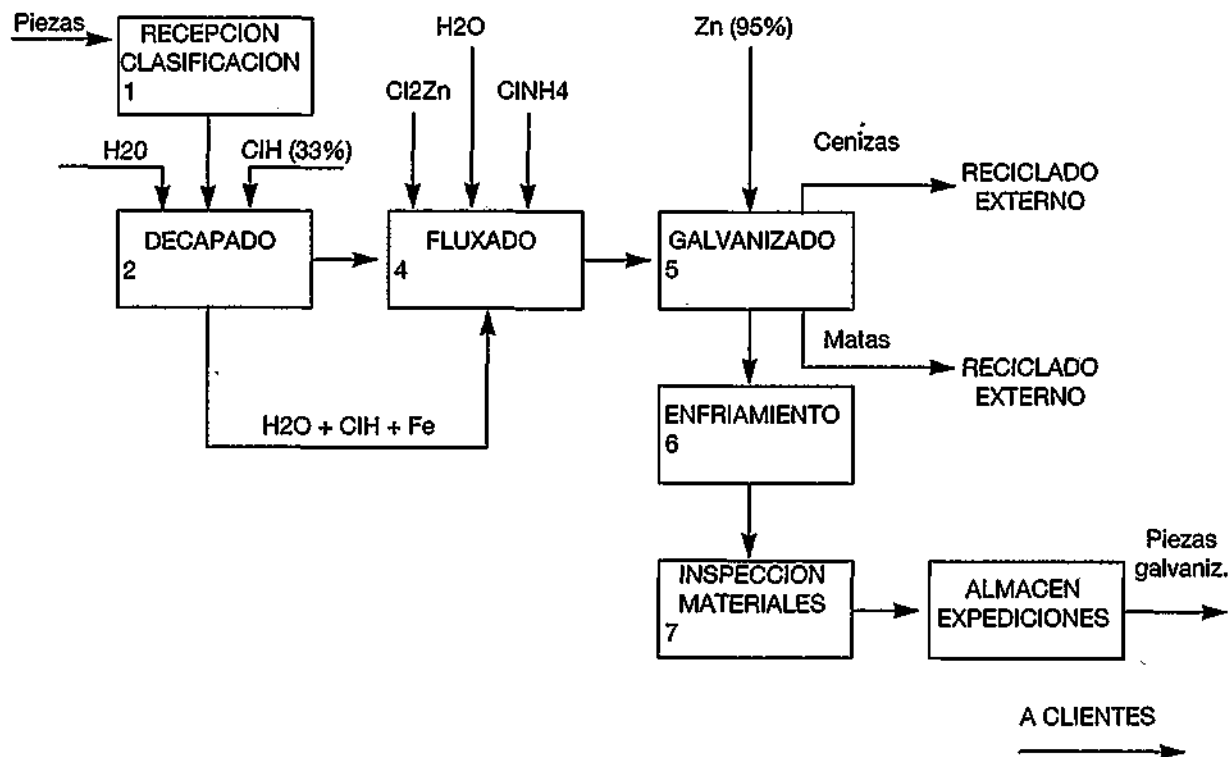 Piezas
RECEPCION
CLASIFICACION
1
H2O
Zn (95%)
Cl2Zn
ClNH4
H20
ClH (33%)
Cenizas
RECICLADO
EXTERNO
DECAPADO
2
FLUXADO
4
GALVANIZADO
5
Matas
RECICLADO
EXTERNO
H2O + ClH + Fe
ENFRIAMIENTO
6
INSPECCION
MATERIALES
7
ALMACÉN
EXPEDICIONES
Piezas
galvaniz.
A CLIENTES